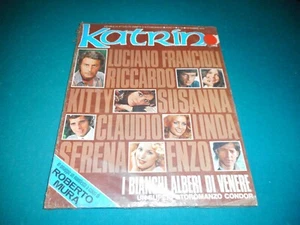 Katrin
LUCIANO FRANCIOLI
RICCARDO
KITTY SUSANNA
CLAUDIO LINDA
SERENA ENZO
I BIANCHI ALBERI DI VENERE
ROBERTO
MURA